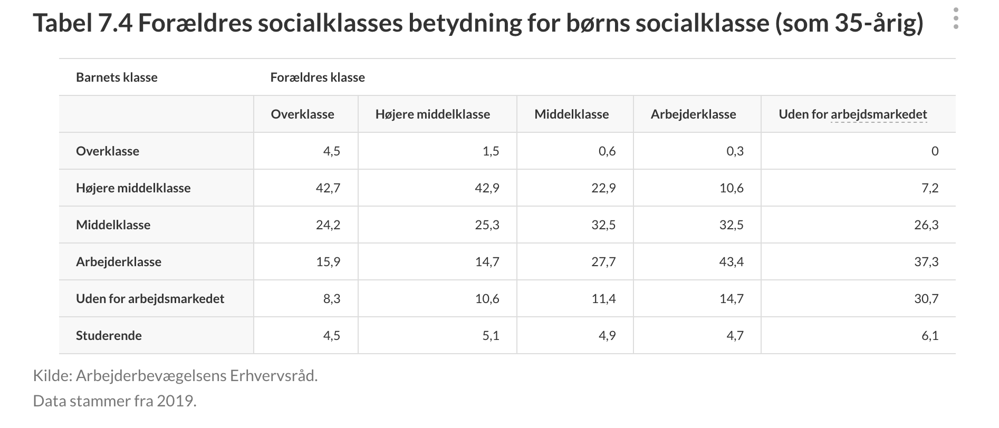 Tabel 7.4 Forældres socialklasses betydning for børns socialklasse (som 35-årig)
Barnets klasse Forældres klasse
Overklasse Højere middelklasse Middelklasse Arbejderklasse Uden for arbejdsmarkedet
Overklasse 4,5 1,5 0,6 0,3 0
Højere middelklasse 42,7 42,9 22,9 10,6 7,2
Middelklasse 24,2 25,3 32,5 32,5 26,3
Arbejderklasse 15,9 14,7 27,7 43,4 37,3
Uden for arbejdsmarkedet 8,3 10,6 11,4 14,7 30,7
Studerende 4,5 5,1 4,9 4,7 6,1
Kilde: Arbejderbevægelsens Erhvervsråd.
Data stammer fra 2019.